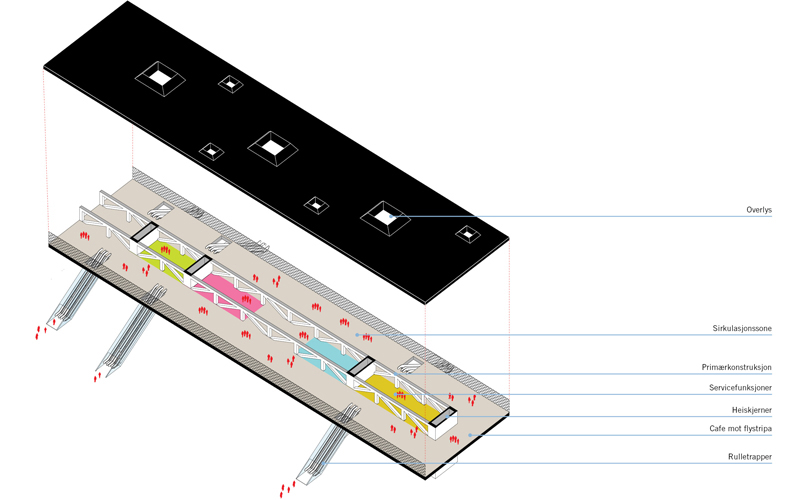 Overlys
Sirkulasjonssone
Primærkonstruksjon
Servicefunksjoner
Heiskjerner
Cafe mot flystripa
Rulletrapper